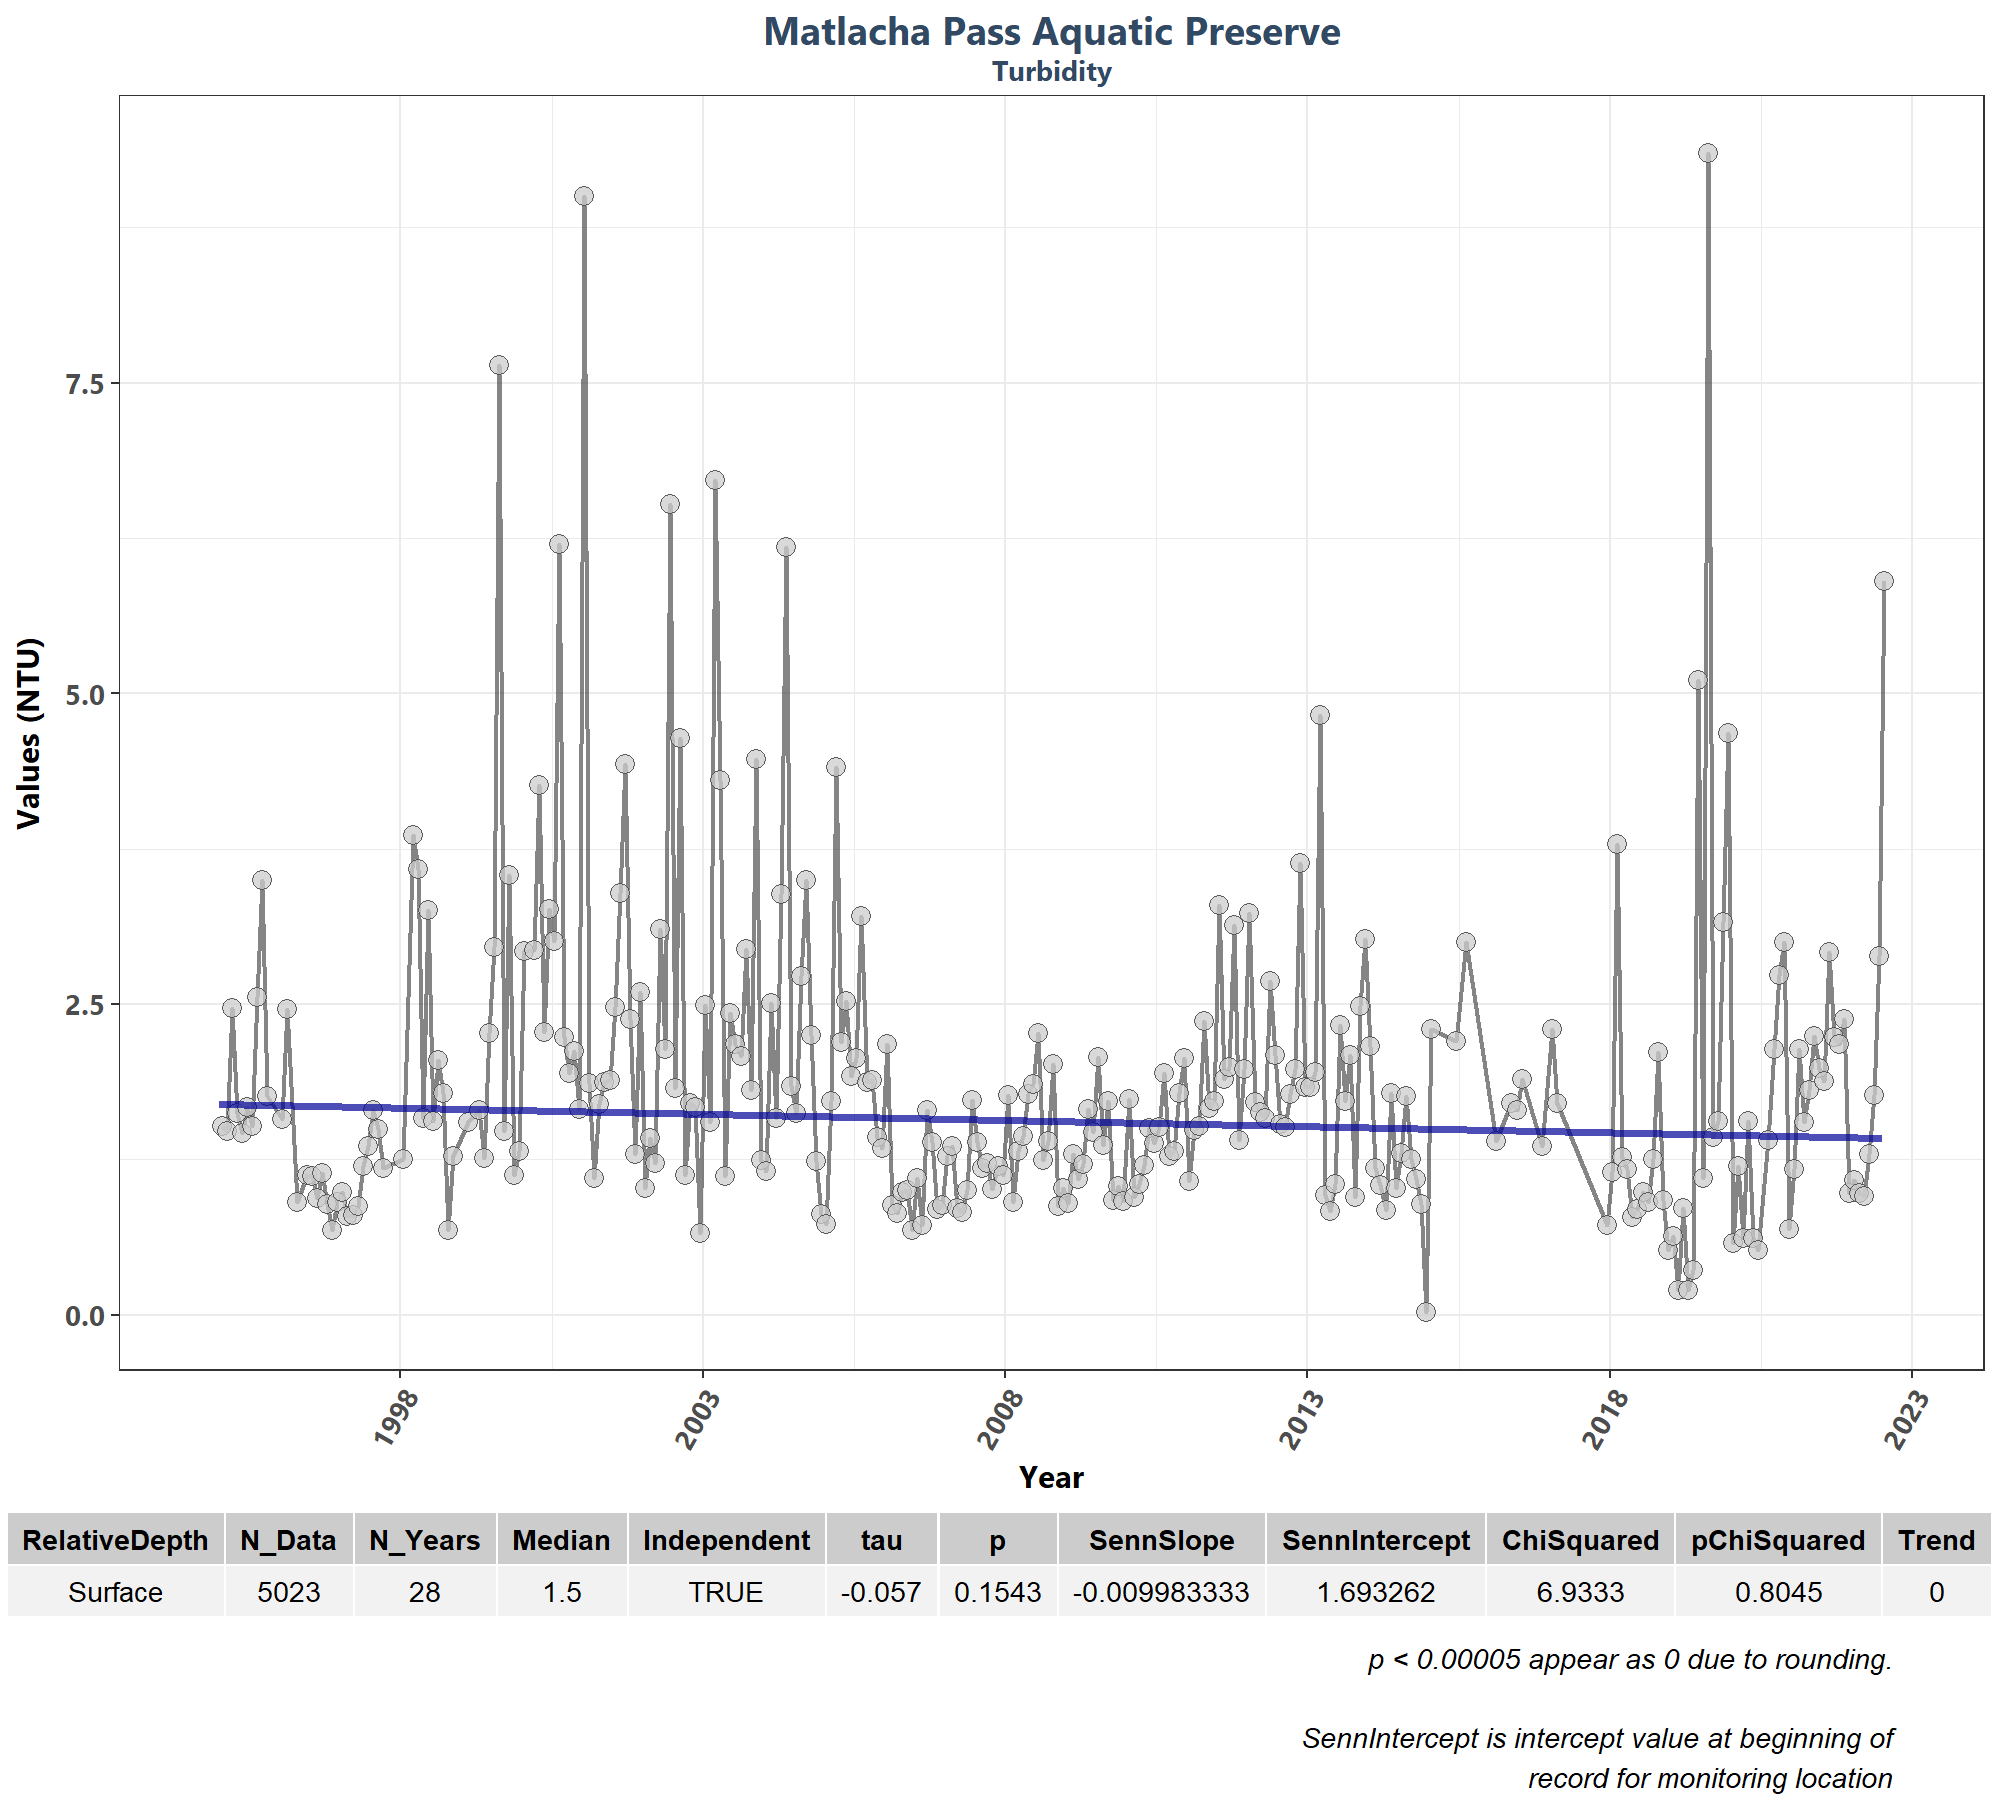 Matlacha Pass Aquatic Preserve
Turbidity
Values (NTU)
7.5
5.0
2.5
0.0
1998 2003 2008 2013 2018 2023
Year
RelativeDepth N_Data N_Years Median Independent tau p SennSlope SennIntercept ChiSquared pChiSquared Trend
Surface 5023 28 1.5 TRUE -0.057 0.1543 -0.009983333 1.693262 6.9333 0.8045 0
p < 0.00005 appear as 0 due to rounding.
SennIntercept is intercept value at beginning of
record for monitoring location